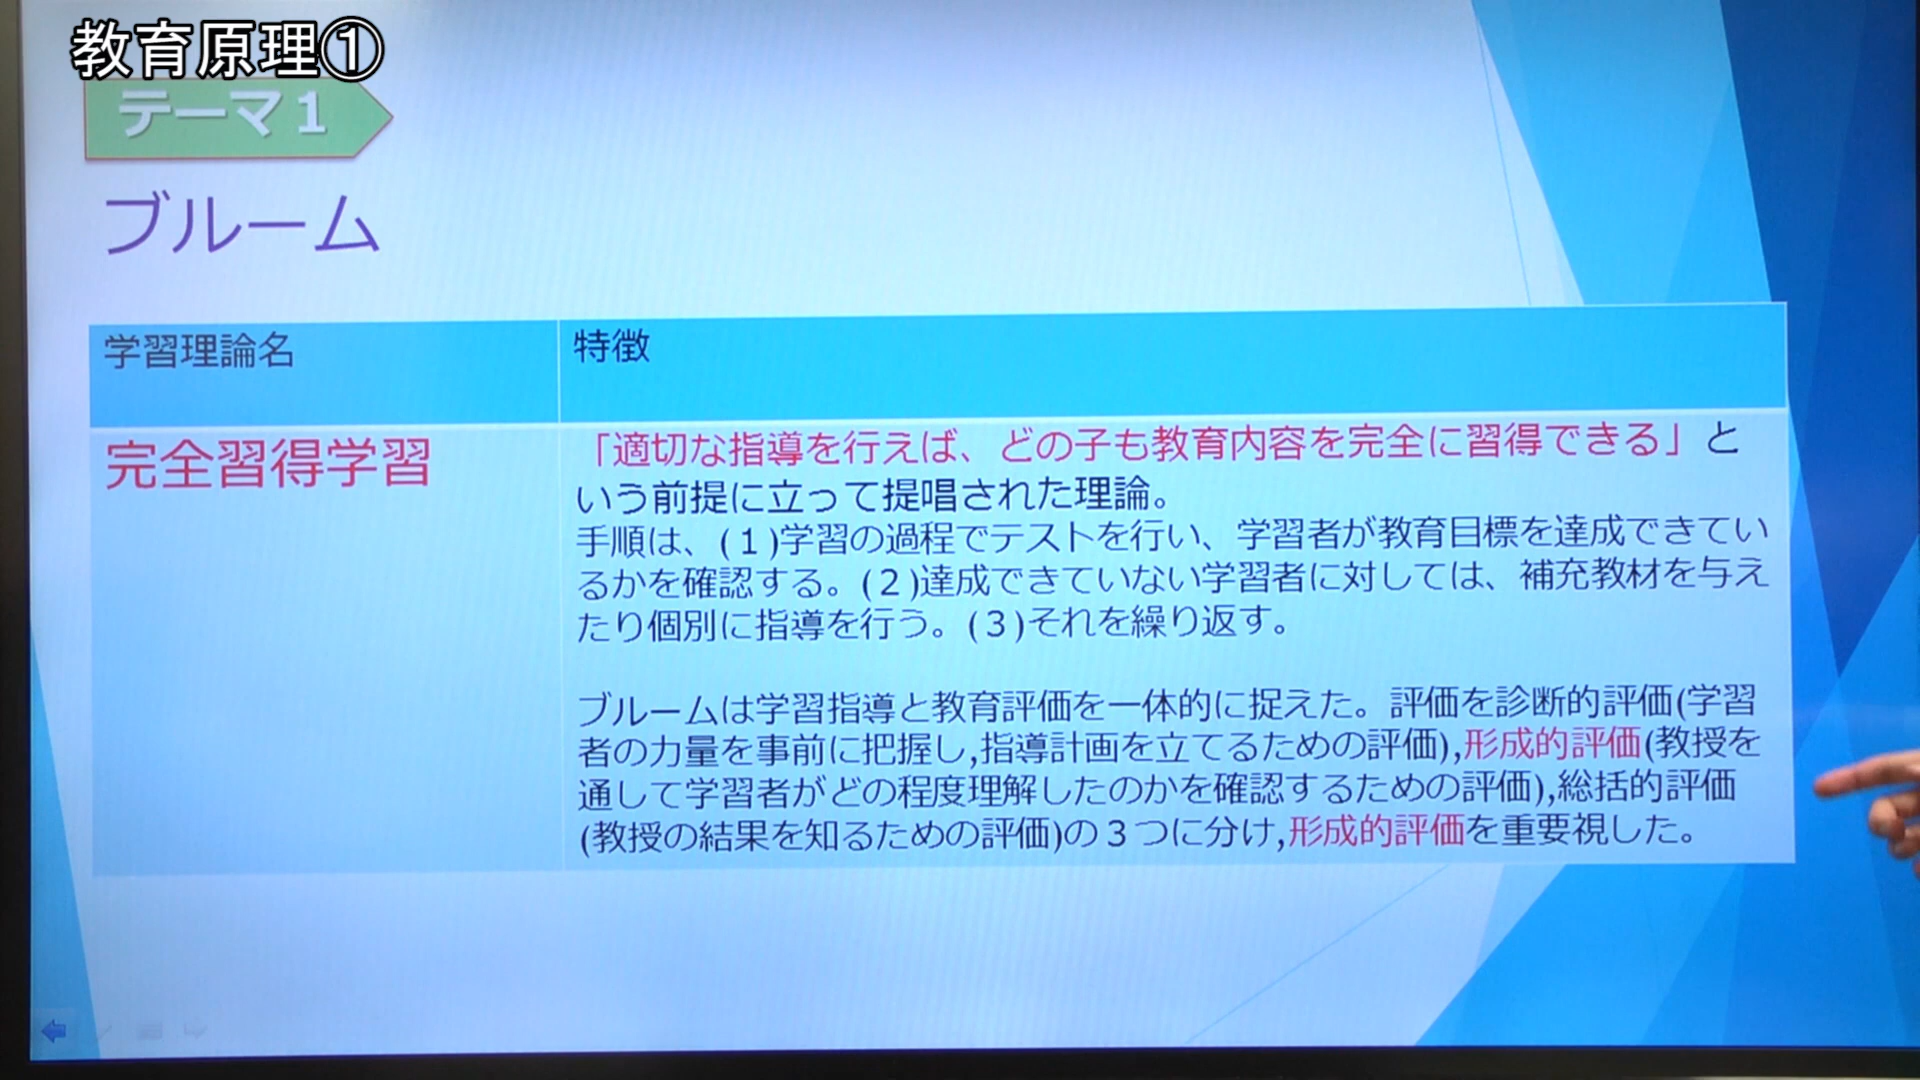 教育原理①
テーマ1
ブルーム
学習理論名
特徴
完全習得学習
「適切な指導を行えば、どの子も教育内容を完全に習得できる」と
いう前提に立って提唱された理論。
手順は、(１)学習の過程でテストを行い、学習者が教育目標を達成できてい
るかを確認する。(２)達成できていない学習者に対しては、補充教材を与え
たり個別に指導を行う。(３)それを繰り返す。
ブルームは学習指導と教育評価を一体的に捉えた。評価を診断的評価(学習
者の力量を事前に把握し,指導計画を立てるための評価),形成的評価(教授を
通して学習者がどの程度理解したのかを確認するための評価),総括的評価
(教授の結果を知るための評価)の３つに分け,形成的評価を重要視した。